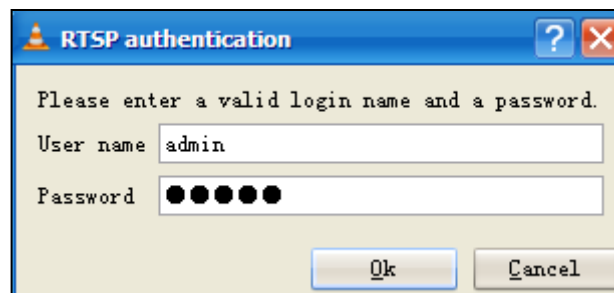 RTSP authentication
Please enter a valid login name and a password.
User name admin
Password ●●●●●
Ok Cancel